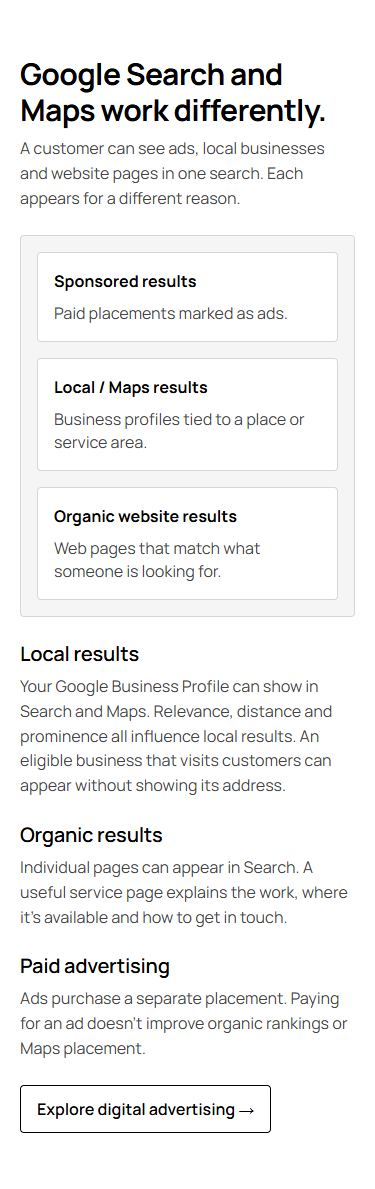 Google Search and
Maps work differently.
A customer can see ads, local businesses
and website pages in one search. Each
appears for a different reason.
Sponsored results
Paid placements marked as ads.
Local / Maps results
Business profiles tied to a place or
service area.
Organic website results
Web pages that match what
someone is looking for.
Local results
Your Google Business Profile can show in
Search and Maps. Relevance, distance and
prominence all influence local results. An
eligible business that visits customers can
appear without showing its address.
Organic results
Individual pages can appear in Search. A
useful service page explains the work, where
it's available and how to get in touch.
Paid advertising
Ads purchase a separate placement. Paying
for an ad doesn't improve organic rankings or
Maps placement.
Explore digital advertising →